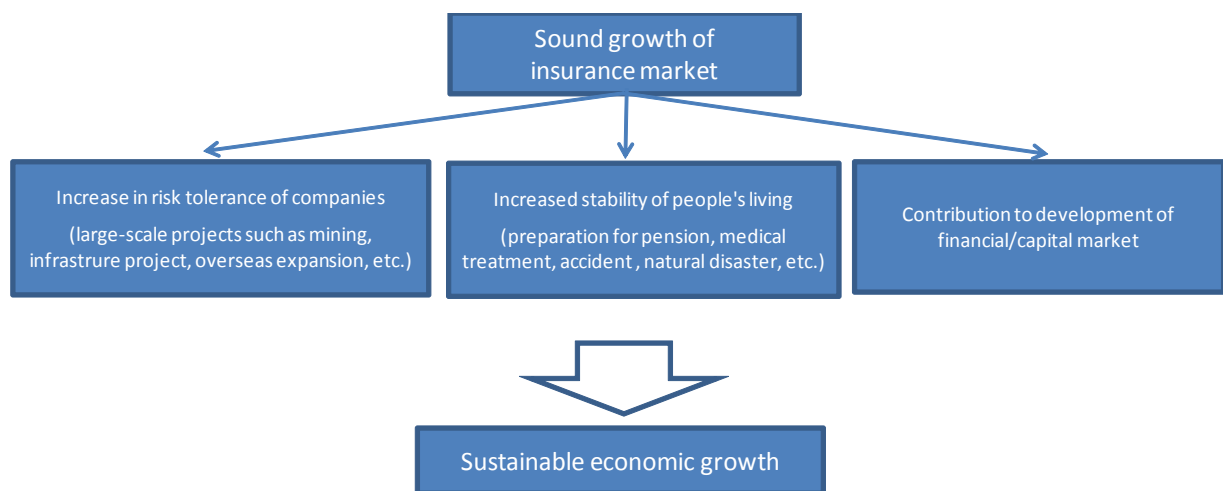 Sound growth of
insurance market
Increase in risk tolerance of companies
(large-scale projects such as mining,
infrastrure project, overseas expansion, etc.)
Increased stability of people's living
(preparation for pension, medical
treatment, accident , natural disaster, etc.)
Contribution to development of
financial/capital market
Sustainable economic growth